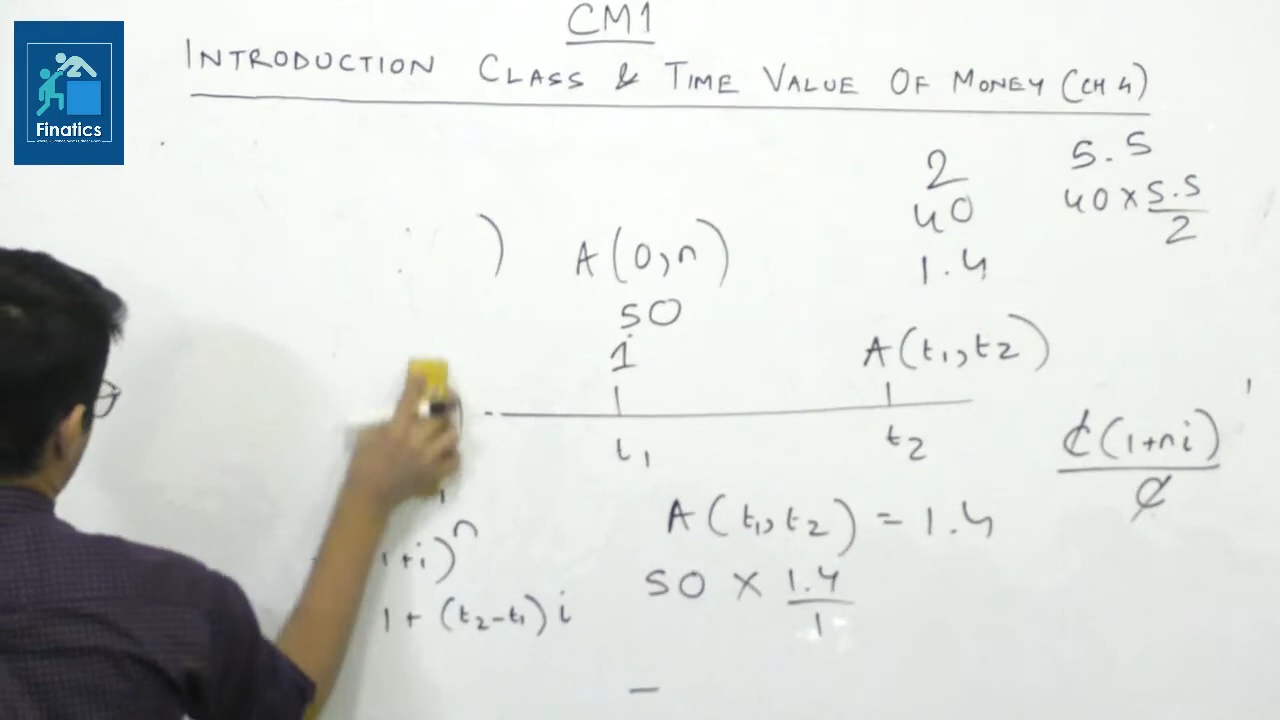 CM1
INTRODUCTION CLASS & TIME VALUE OF MONEY (CH 4)
Finatics
2
5.5
40
40 × 5.5
2
1.4
) A(0,n)
50
1
A(t1,t2)
t1
t2
₵(1+ni)
₵
A(t1,t2) = 1.4
1+i)^n
50 × 1.4
1
1 + (t2-t1)i